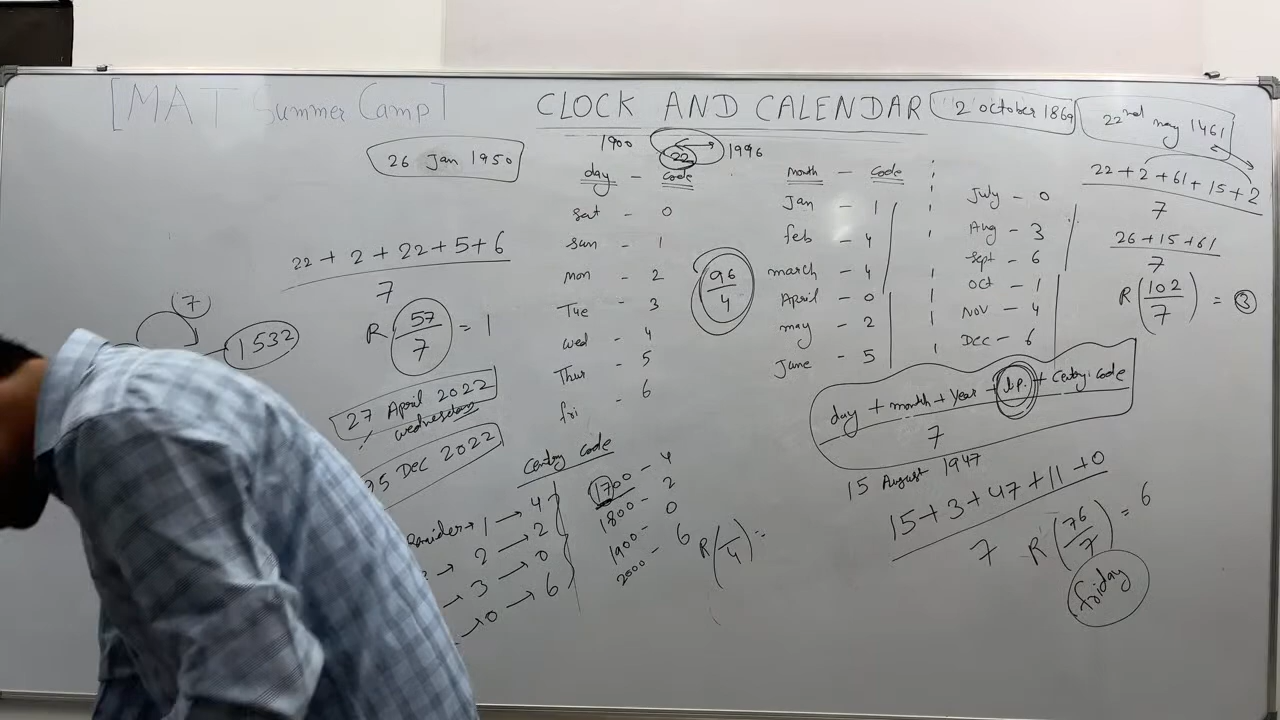 [MAT Summer Camp]
CLOCK AND CALENDAR
2 october 1869
22nd may 1461
26 Jan 1950
1900 22 1996
day - code
sat - 0
sun - 1
mon - 2
Tue - 3
wed - 4
Thur - 5
fri - 6
96
4
month - code
Jan - 1
feb - 4
march - 4
April - 0
may - 2
June - 5
July - 0
Aug - 3
Sept - 6
oct - 1
NOV - 4
DEC - 6
22 + 2 + 61 + 15 + 2
7
26 + 15 + 61
7
R(102/7) = 3
22 + 2 + 22 + 5 + 6
7
R(57/7) = 1
7
1532
27 April 2022
wednesday
25 Dec 2022
day + month + year + l.p. + Centry code
7
15 August 1947
15 + 3 + 47 + 11 + 0
7
R(76/7) = 6
friday
Centry code
1 → 4
2 → 2
3 → 0
0 → 6
1700 - 4
1800 - 2
1900 - 0
2000 - 6
R(/4) =